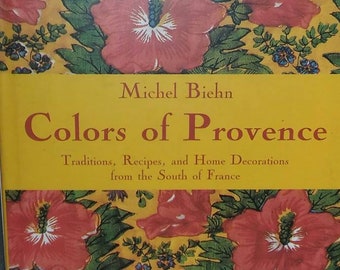 Michel Biehn
Colors of Provence
Traditions, Recipes, and Home Decorations
from the South of France